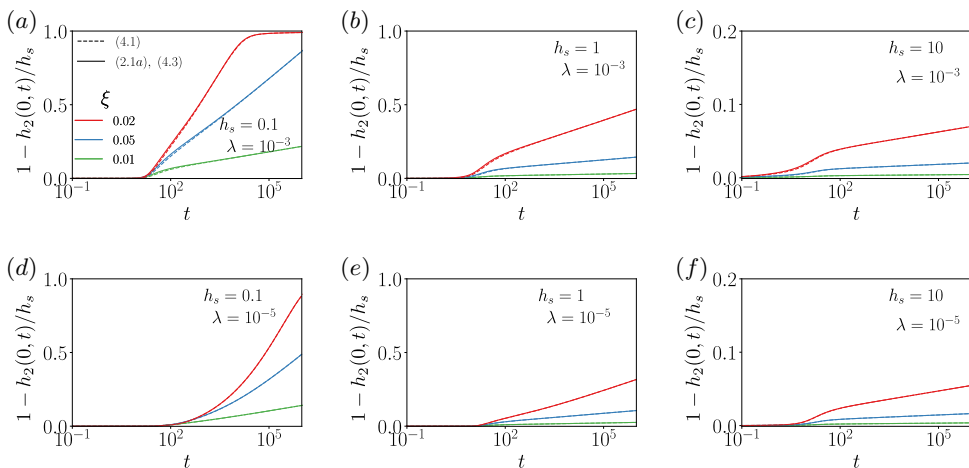 (a)
1 − h₂(0, t)/hₛ
1.0
0.5
0.0
(4.1)
(2.1a), (4.3)
ξ
0.02
0.05
0.01
hₛ = 0.1
λ = 10⁻³
10⁻¹ 10² 10⁵
t
(b)
1 − h₂(0, t)/hₛ
1.0
0.5
0.0
hₛ = 1
λ = 10⁻³
10⁻¹ 10² 10⁵
t
(c)
1 − h₂(0, t)/hₛ
0.2
0.1
0.0
hₛ = 10
λ = 10⁻³
10⁻¹ 10² 10⁵
t
(d)
1 − h₂(0, t)/hₛ
1.0
0.5
0.0
hₛ = 0.1
λ = 10⁻⁵
10⁻¹ 10² 10⁵
t
(e)
1 − h₂(0, t)/hₛ
1.0
0.5
0.0
hₛ = 1
λ = 10⁻⁵
10⁻¹ 10² 10⁵
t
(f)
1 − h₂(0, t)/hₛ
0.2
0.1
0.0
hₛ = 10
λ = 10⁻⁵
10⁻¹ 10² 10⁵
t